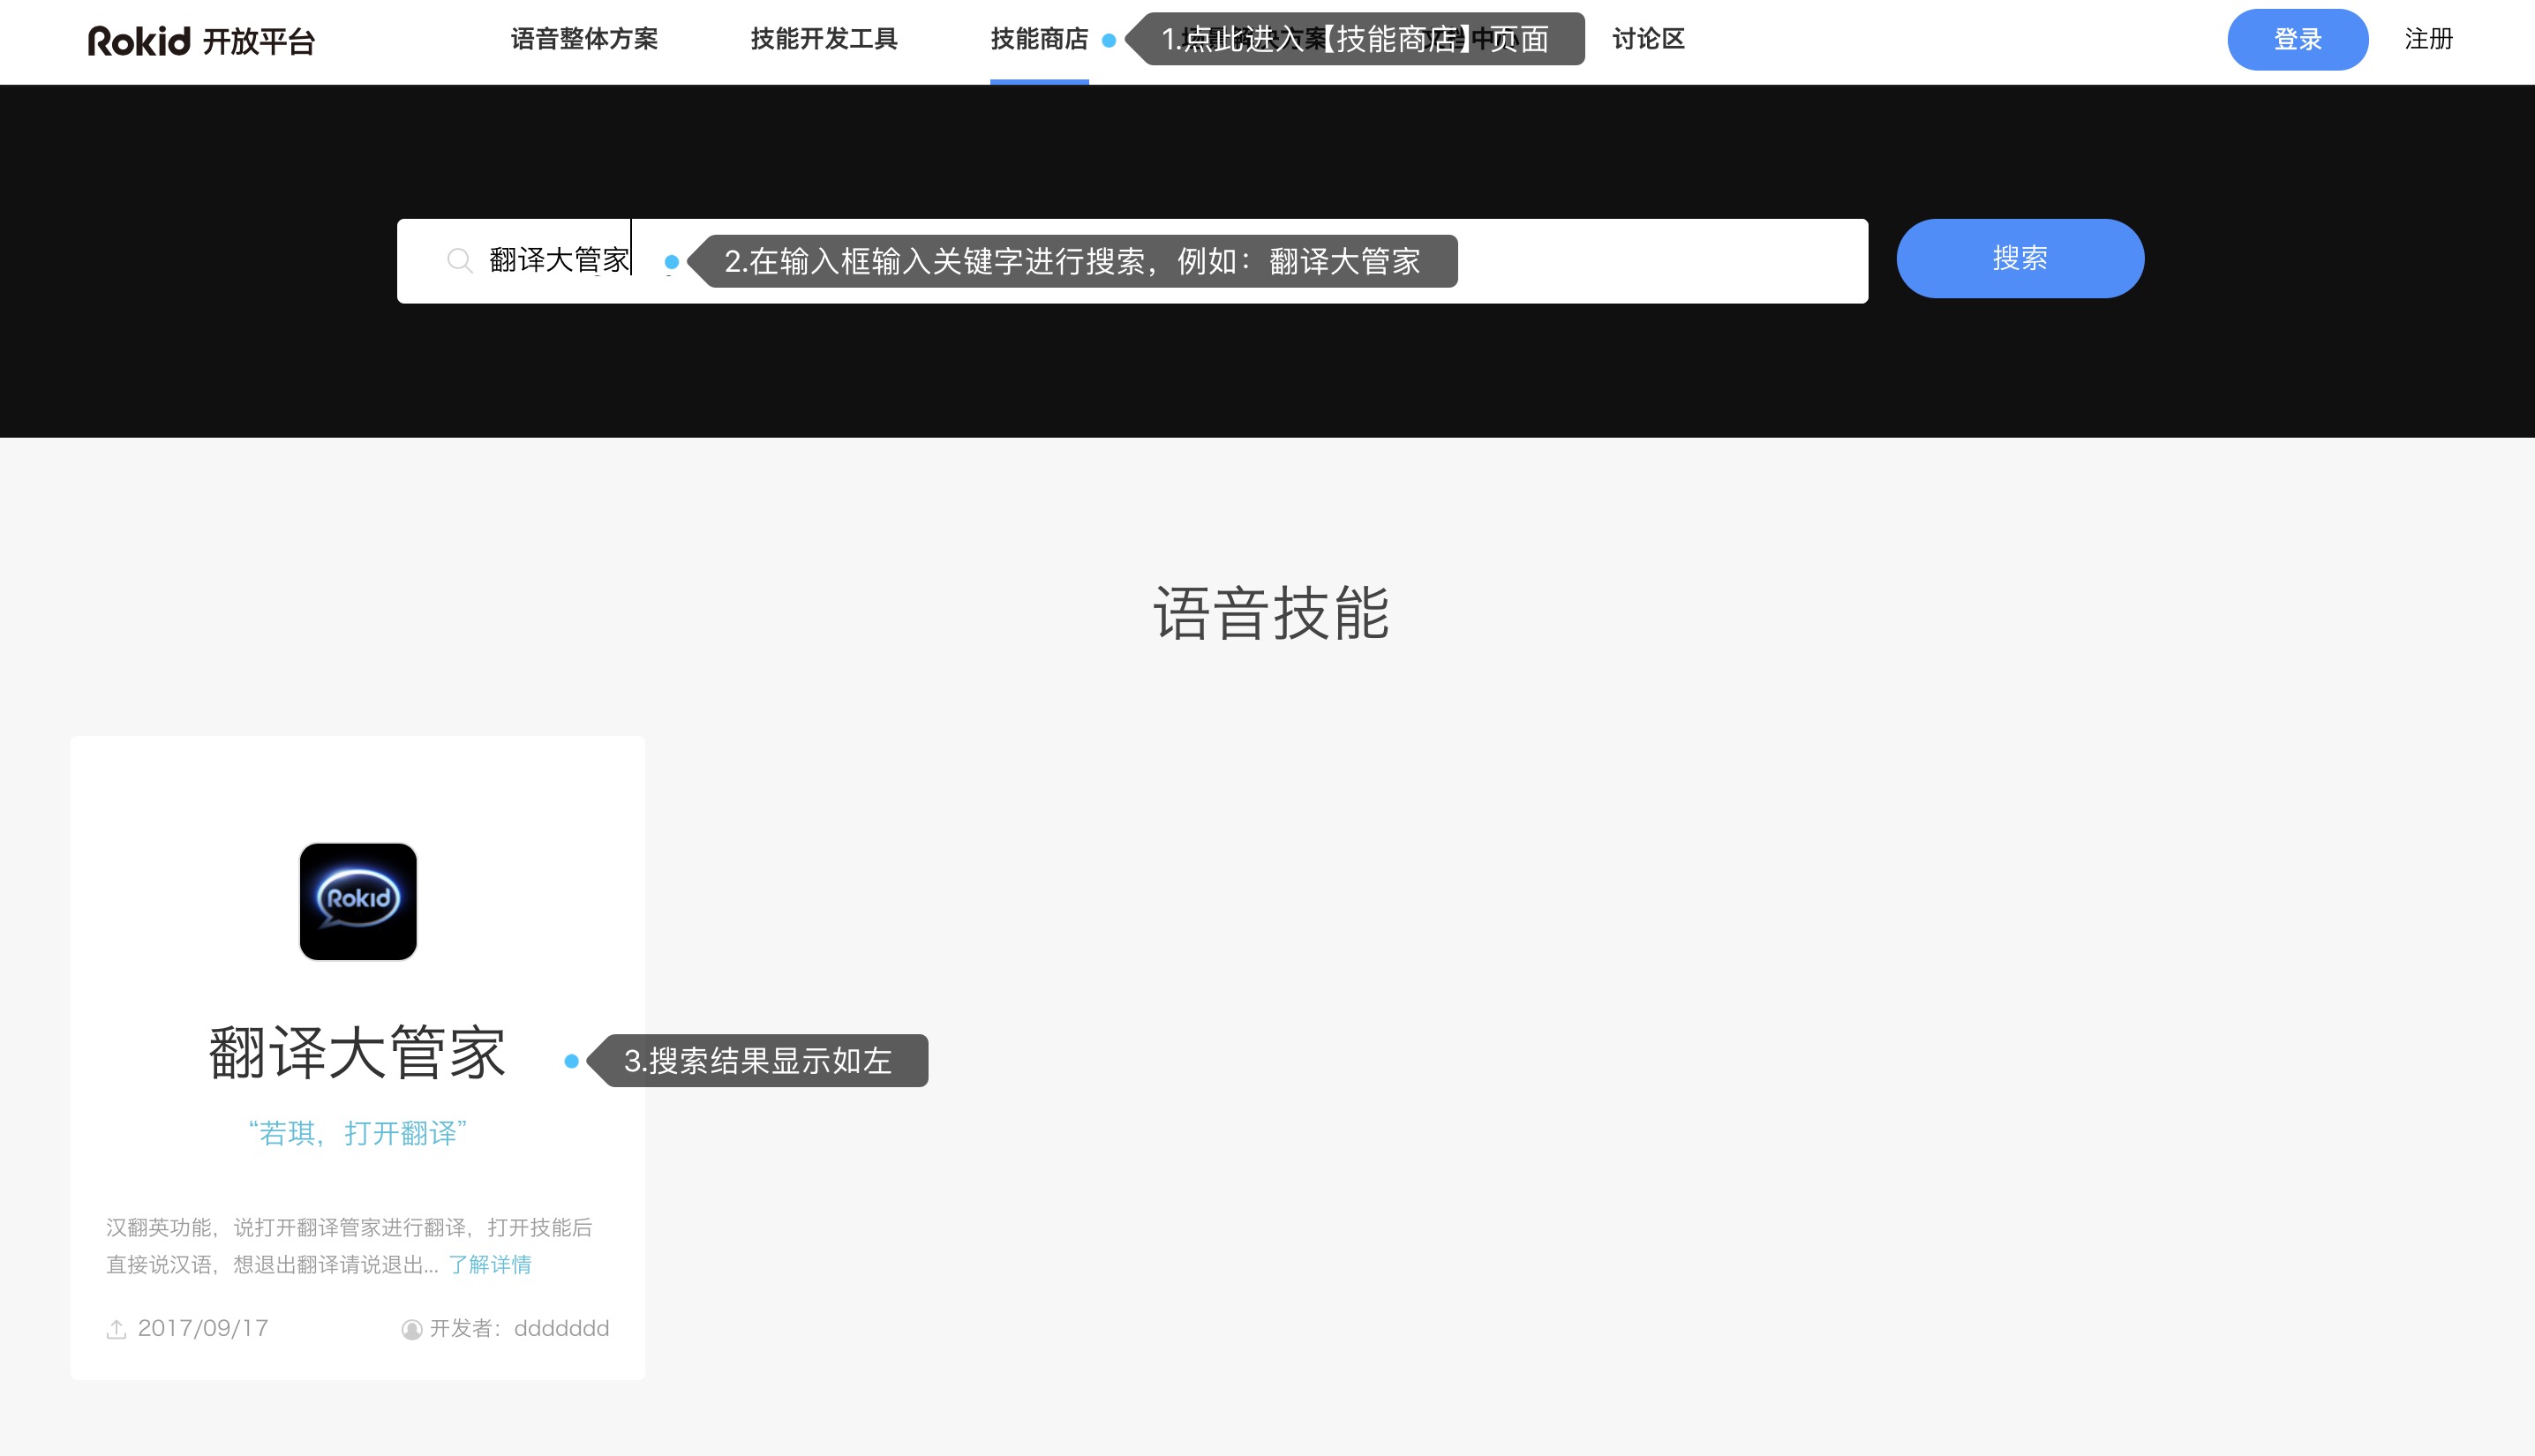 Rokid 开放平台
语音整体方案
技能开发工具
技能商店
1.点此进入【技能商店】页面
讨论区
登录
注册
翻译大管家
2.在输入框输入关键字进行搜索，例如：翻译大管家
搜索
语音技能
Rokid
翻译大管家
3.搜索结果显示如左
“若琪，打开翻译”
汉翻英功能，说打开翻译管家进行翻译，打开技能后
直接说汉语，想退出翻译请说退出... 了解详情
2017/09/17
开发者：ddddddd